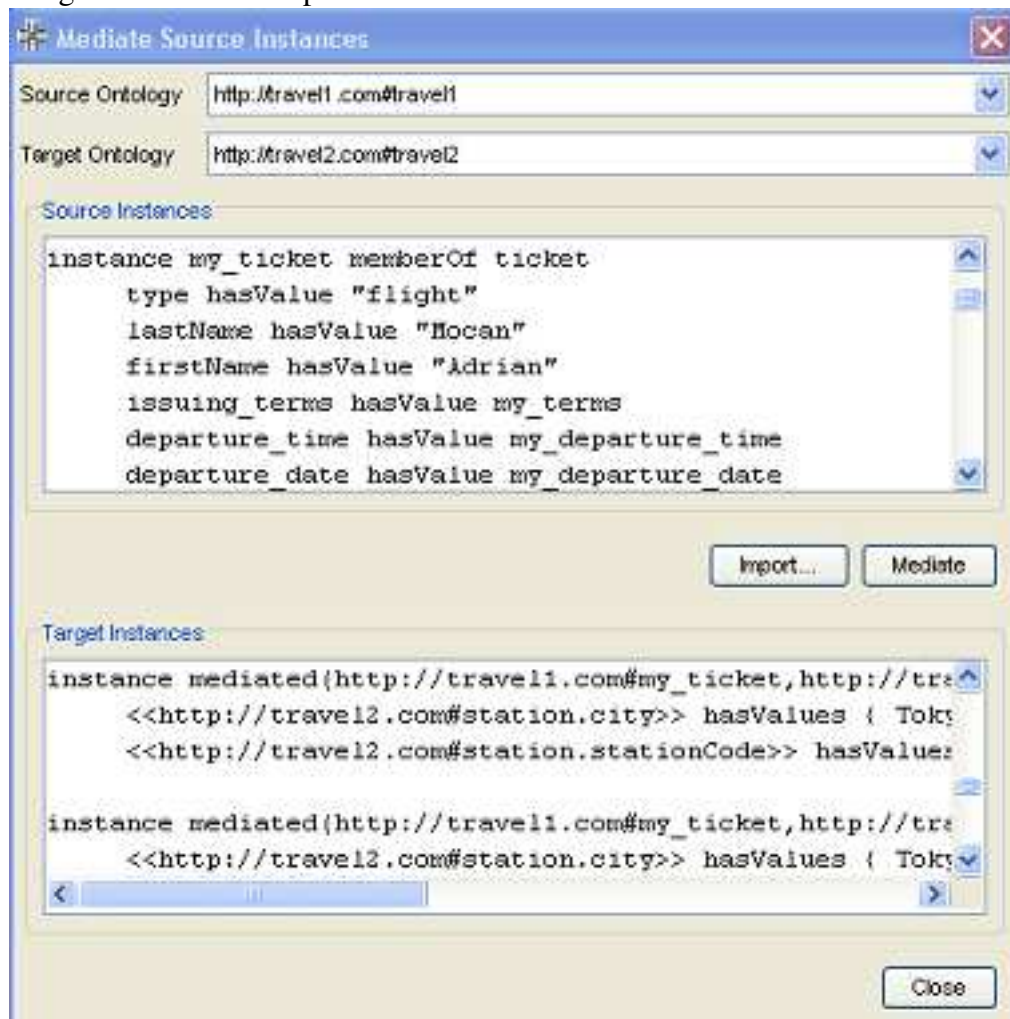 Mediate Source Instances
Source Ontology http://travel1.com#travel1
Target Ontology http://travel2.com#travel2
Source Instances
instance my_ticket memberOf ticket
type hasValue "flight"
lastName hasValue "Mocan"
firstName hasValue "Adrian"
issuing_terms hasValue my_terms
departure_time hasValue my_departure_time
departure_date hasValue my_departure_date
Import... Mediate
Target Instances
instance mediated(http://travel1.com#my_ticket,http://tra
<<http://travel2.com#station.city>> hasValues { Toky
<<http://travel2.com#station.stationCode>> hasValues
instance mediated(http://travel1.com#my_ticket,http://tra
<<http://travel2.com#station.city>> hasValues { Toky
Close